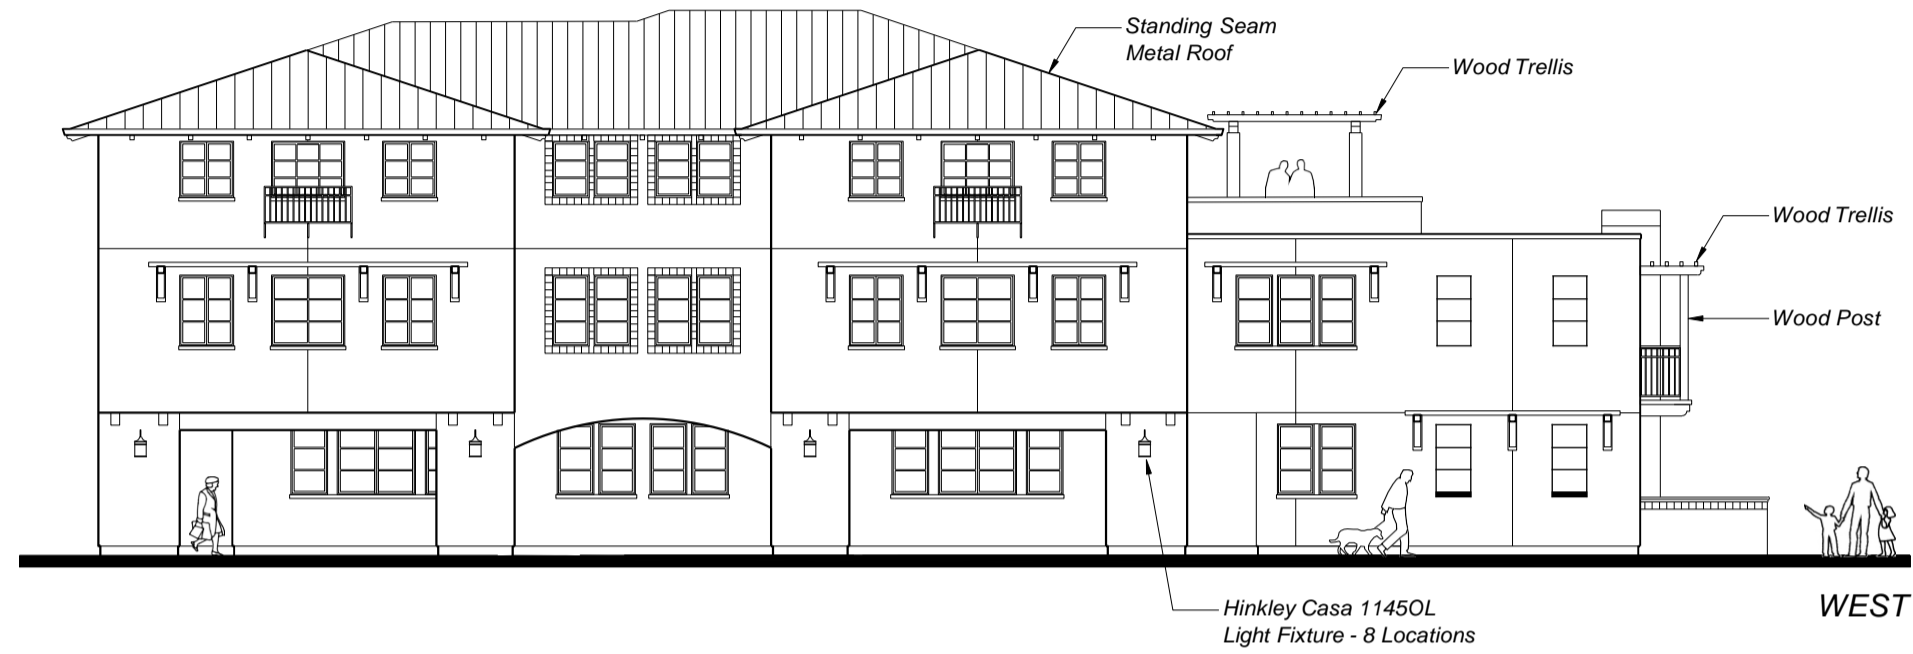 Standing Seam
Metal Roof
Wood Trellis
Wood Trellis
Wood Post
Hinkley Casa 1145OL
Light Fixture - 8 Locations
WEST